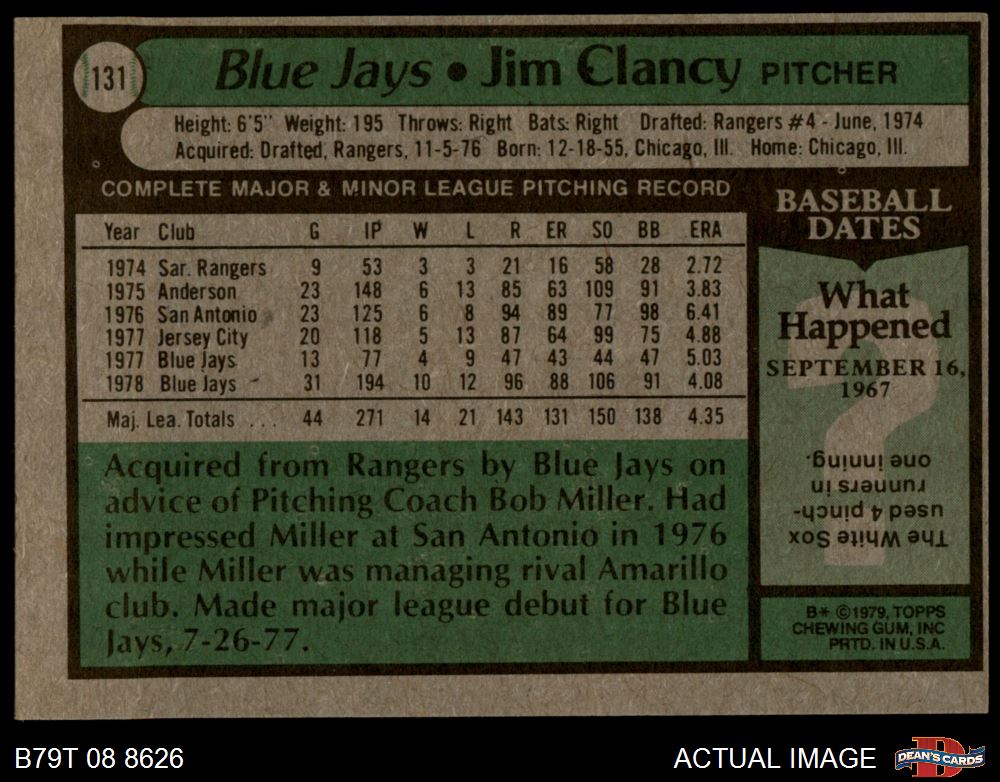 131
Blue Jays • Jim Clancy PITCHER
Height: 6'5" Weight: 195 Throws: Right Bats: Right Drafted: Rangers #4 - June, 1974
Acquired: Drafted, Rangers, 11-5-76 Born: 12-18-55, Chicago, Ill. Home: Chicago, Ill.
COMPLETE MAJOR & MINOR LEAGUE PITCHING RECORD
Year Club G IP W L R ER SO BB ERA
1974 Sar. Rangers 9 53 3 3 21 16 58 28 2.72
1975 Anderson 23 148 6 13 85 63 109 91 3.83
1976 San Antonio 23 125 6 8 94 89 77 98 6.41
1977 Jersey City 20 118 5 13 87 64 99 75 4.88
1977 Blue Jays 13 77 4 9 47 43 44 47 5.03
1978 Blue Jays 31 194 10 12 96 88 106 91 4.08
Maj. Lea. Totals ... 44 271 14 21 143 131 150 138 4.35
Acquired from Rangers by Blue Jays on
advice of Pitching Coach Bob Miller. Had
impressed Miller at San Antonio in 1976
while Miller was managing rival Amarillo
club. Made major league debut for Blue
Jays, 7-26-77.
BASEBALL
DATES
What
Happened
SEPTEMBER 16,
1967
The White Sox
used 4 pinch-
runners in
one inning.
B* ©1979, TOPPS
CHEWING GUM, INC
PRTD. IN U.S.A.
B79T 08 8626
ACTUAL IMAGE
DEAN'S CARDS